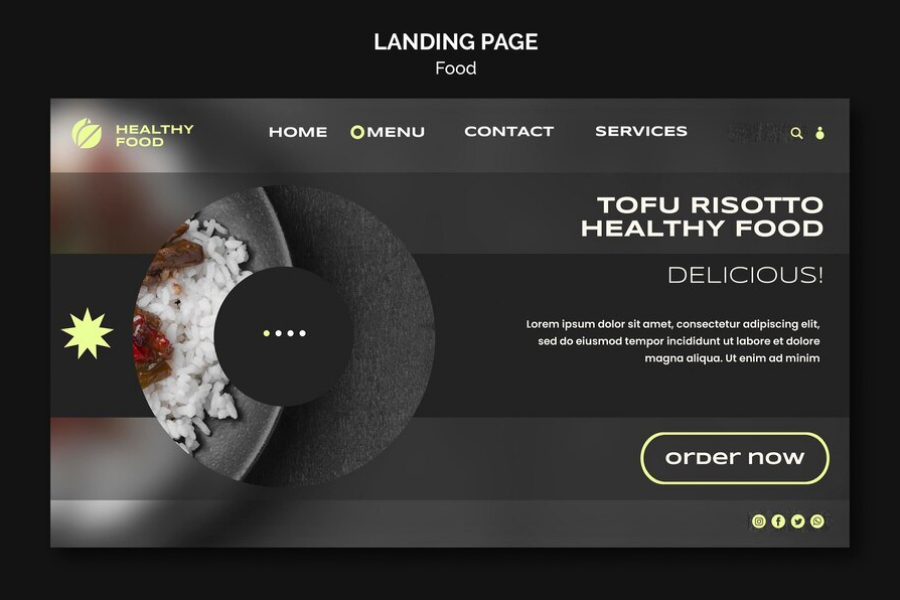 LANDING PAGE
Food
HEALTHY
FOOD
HOME
MENU
CONTACT
SERVICES
TOFU RISOTTO
HEALTHY FOOD
DELICIOUS!
Lorem ipsum dolor sit amet, consectetur adipiscing elit,
sed do eiusmod tempor incididunt ut labore et dolore
magna aliqua. Ut enim ad minim
order now